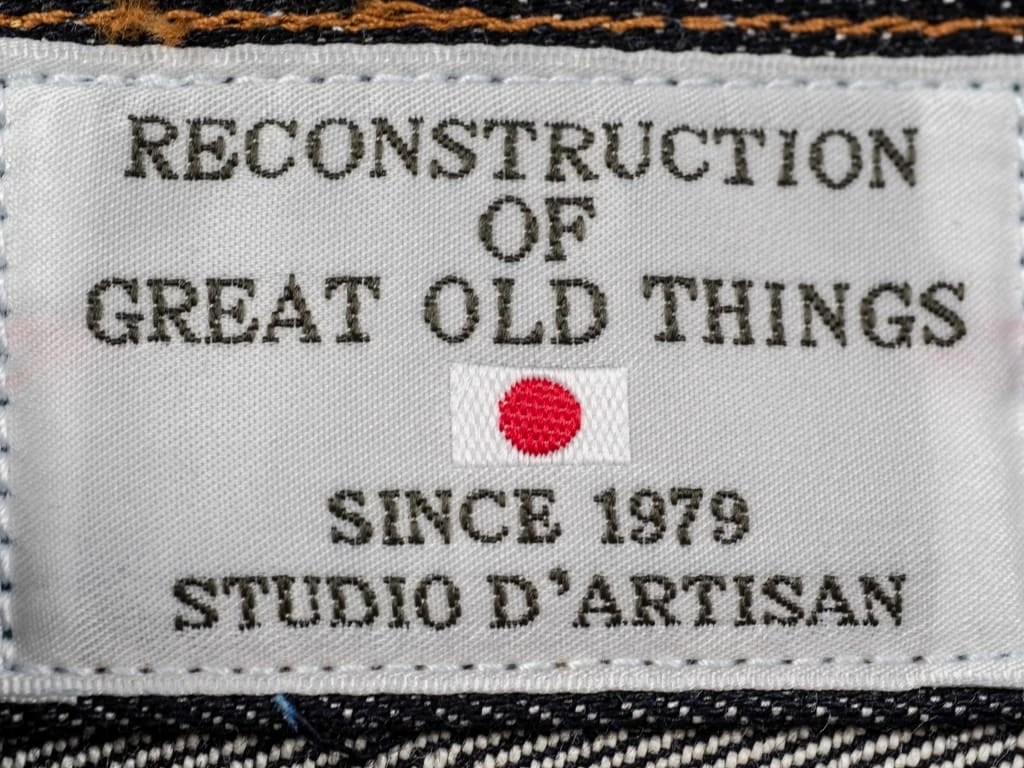 RECONSTRUCTION
OF
GREAT OLD THINGS
SINCE 1979
STUDIO D'ARTISAN